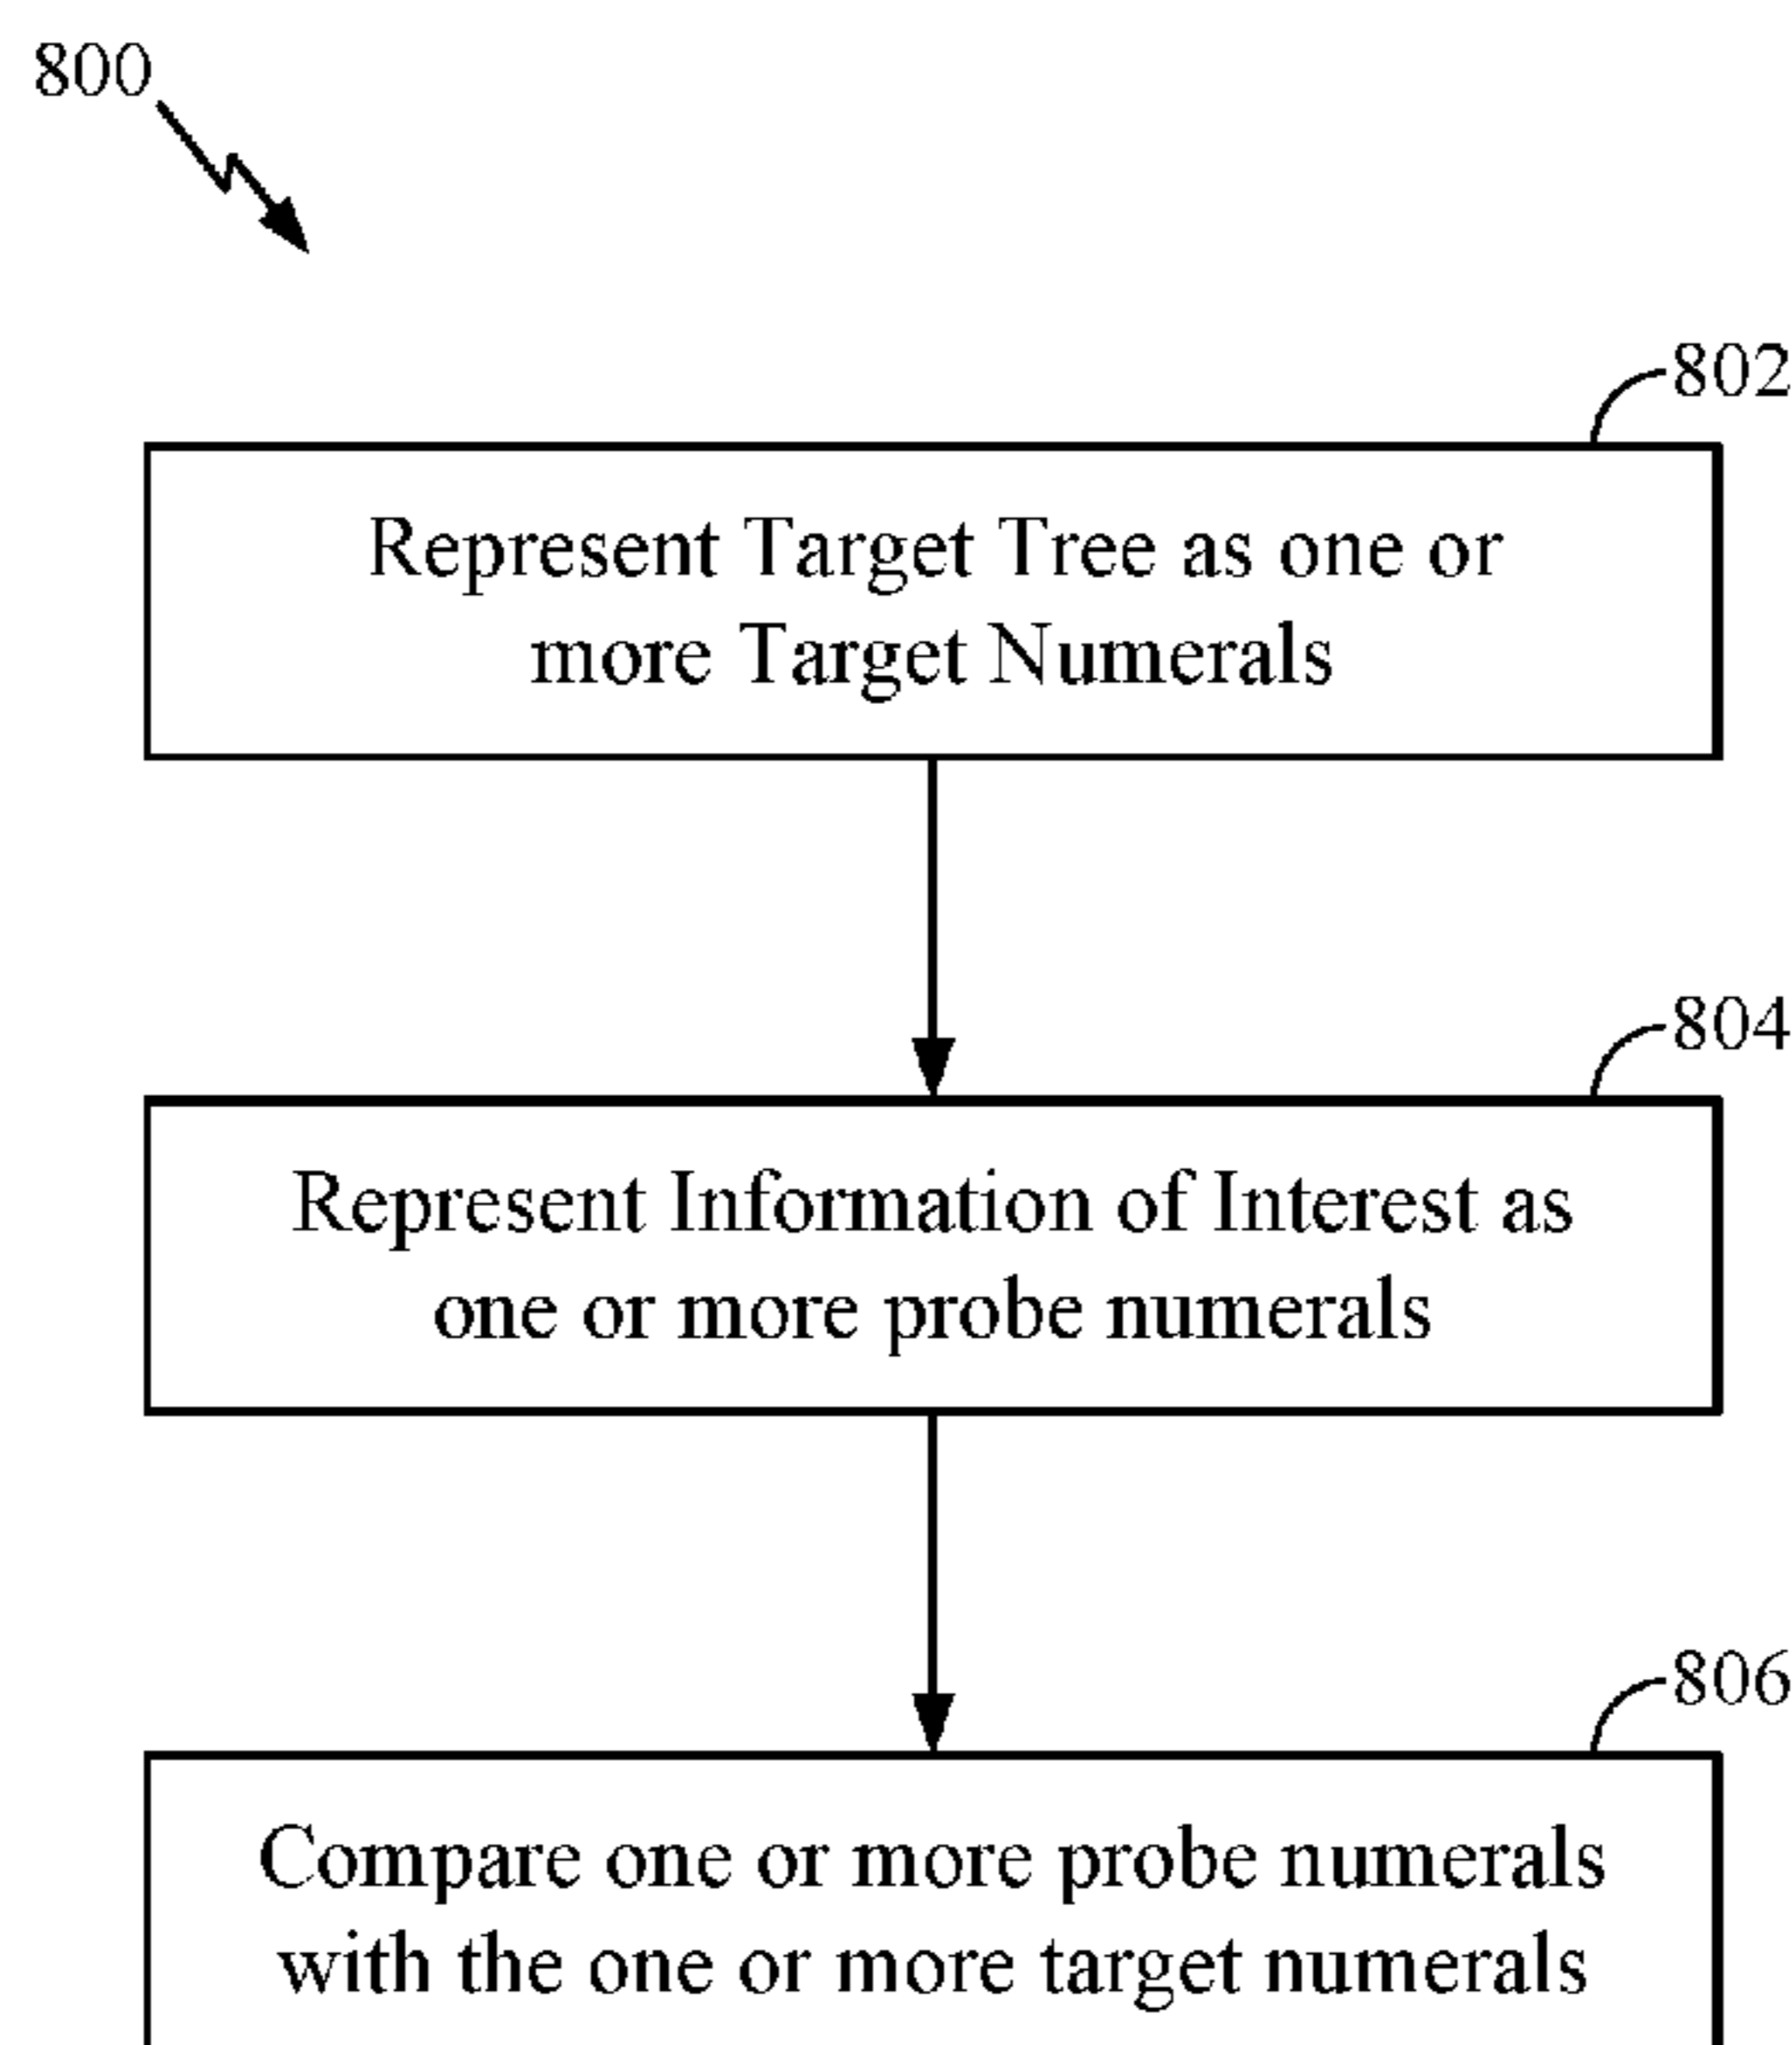 800
802
Represent Target Tree as one or
more Target Numerals
804
Represent Information of Interest as
one or more probe numerals
806
Compare one or more probe numerals
with the one or more target numerals